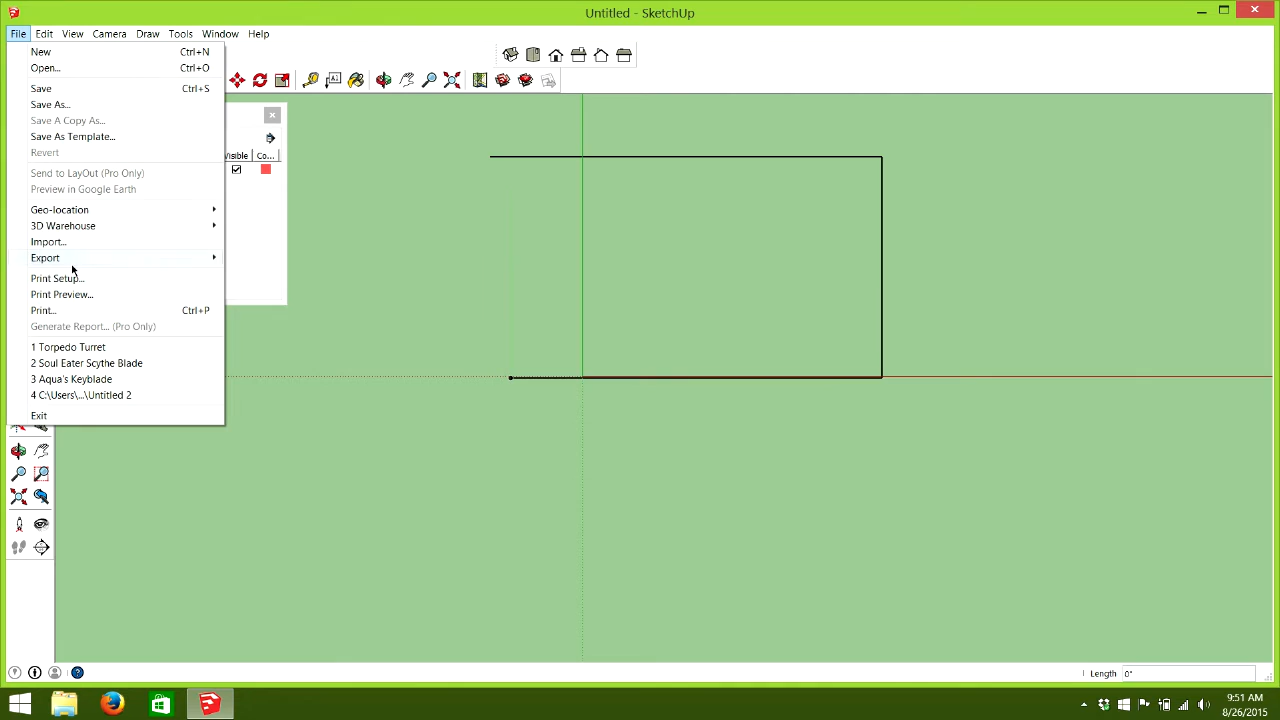 Untitled - SketchUp
File Edit View Camera Draw Tools Window Help
New Ctrl+N
Open... Ctrl+O
Save Ctrl+S
Save As...
Save A Copy As...
Save As Template...
Revert
Send to LayOut (Pro Only)
Preview in Google Earth
Geo-location
3D Warehouse
Import...
Export
Print Setup...
Print Preview...
Print... Ctrl+P
Generate Report... (Pro Only)
1 Torpedo Turret
2 Soul Eater Scythe Blade
3 Aqua's Keyblade
4 C:\Users\...\Untitled 2
Exit
Co...
Length 0"
9:51 AM
8/26/2015